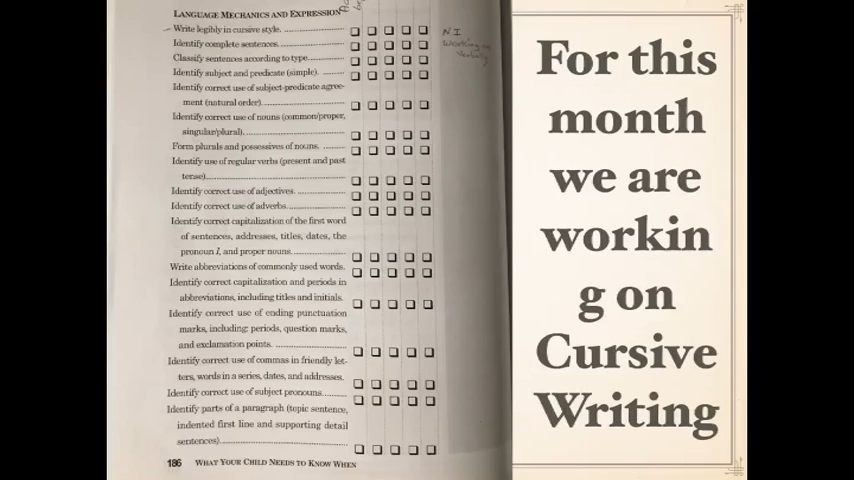 LANGUAGE MECHANICS AND EXPRESSION
Write legibly in cursive style.
Identify complete sentences.
Classify sentences according to type.
Identify subject and predicate (simple).
Identify correct use of subject-predicate agree-
ment (natural order).
Identify correct use of nouns (common/proper,
singular/plural).
Form plurals and possessives of nouns.
Identify use of regular verbs (present and past
tense).
Identify correct use of adjectives.
Identify correct use of adverbs.
Identify correct capitalization of the first word
of sentences, addresses, titles, dates, the
pronoun I, and proper nouns.
Write abbreviations of commonly used words.
Identify correct capitalization and periods in
abbreviations, including titles and initials.
Identify correct use of ending punctuation
marks, including: periods, question marks,
and exclamation points.
Identify correct use of commas in friendly let-
ters, words in a series, dates, and addresses.
Identify correct use of subject pronouns.
Identify parts of a paragraph (topic sentence,
indented first line and supporting detail
sentences).
186 WHAT YOUR CHILD NEEDS TO KNOW WHEN
NI
Working on
verbally
For this
month
we are
workin
g on
Cursive
Writing